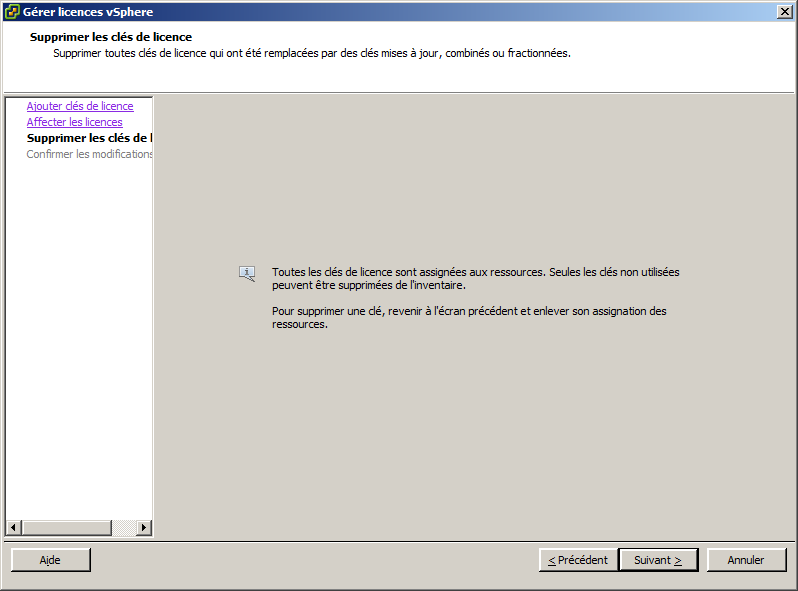 Gérer licences vSphere
Supprimer les clés de licence
Supprimer toutes clés de licence qui ont été remplacées par des clés mises à jour, combinés ou fractionnées.
Ajouter clés de licence
Affecter les licences
Supprimer les clés de l
Confirmer les modifications
Toutes les clés de licence sont assignées aux ressources. Seules les clés non utilisées
peuvent être supprimées de l'inventaire.
Pour supprimer une clé, revenir à l'écran précédent et enlever son assignation des
ressources.
Aide
< Précédent
Suivant >
Annuler